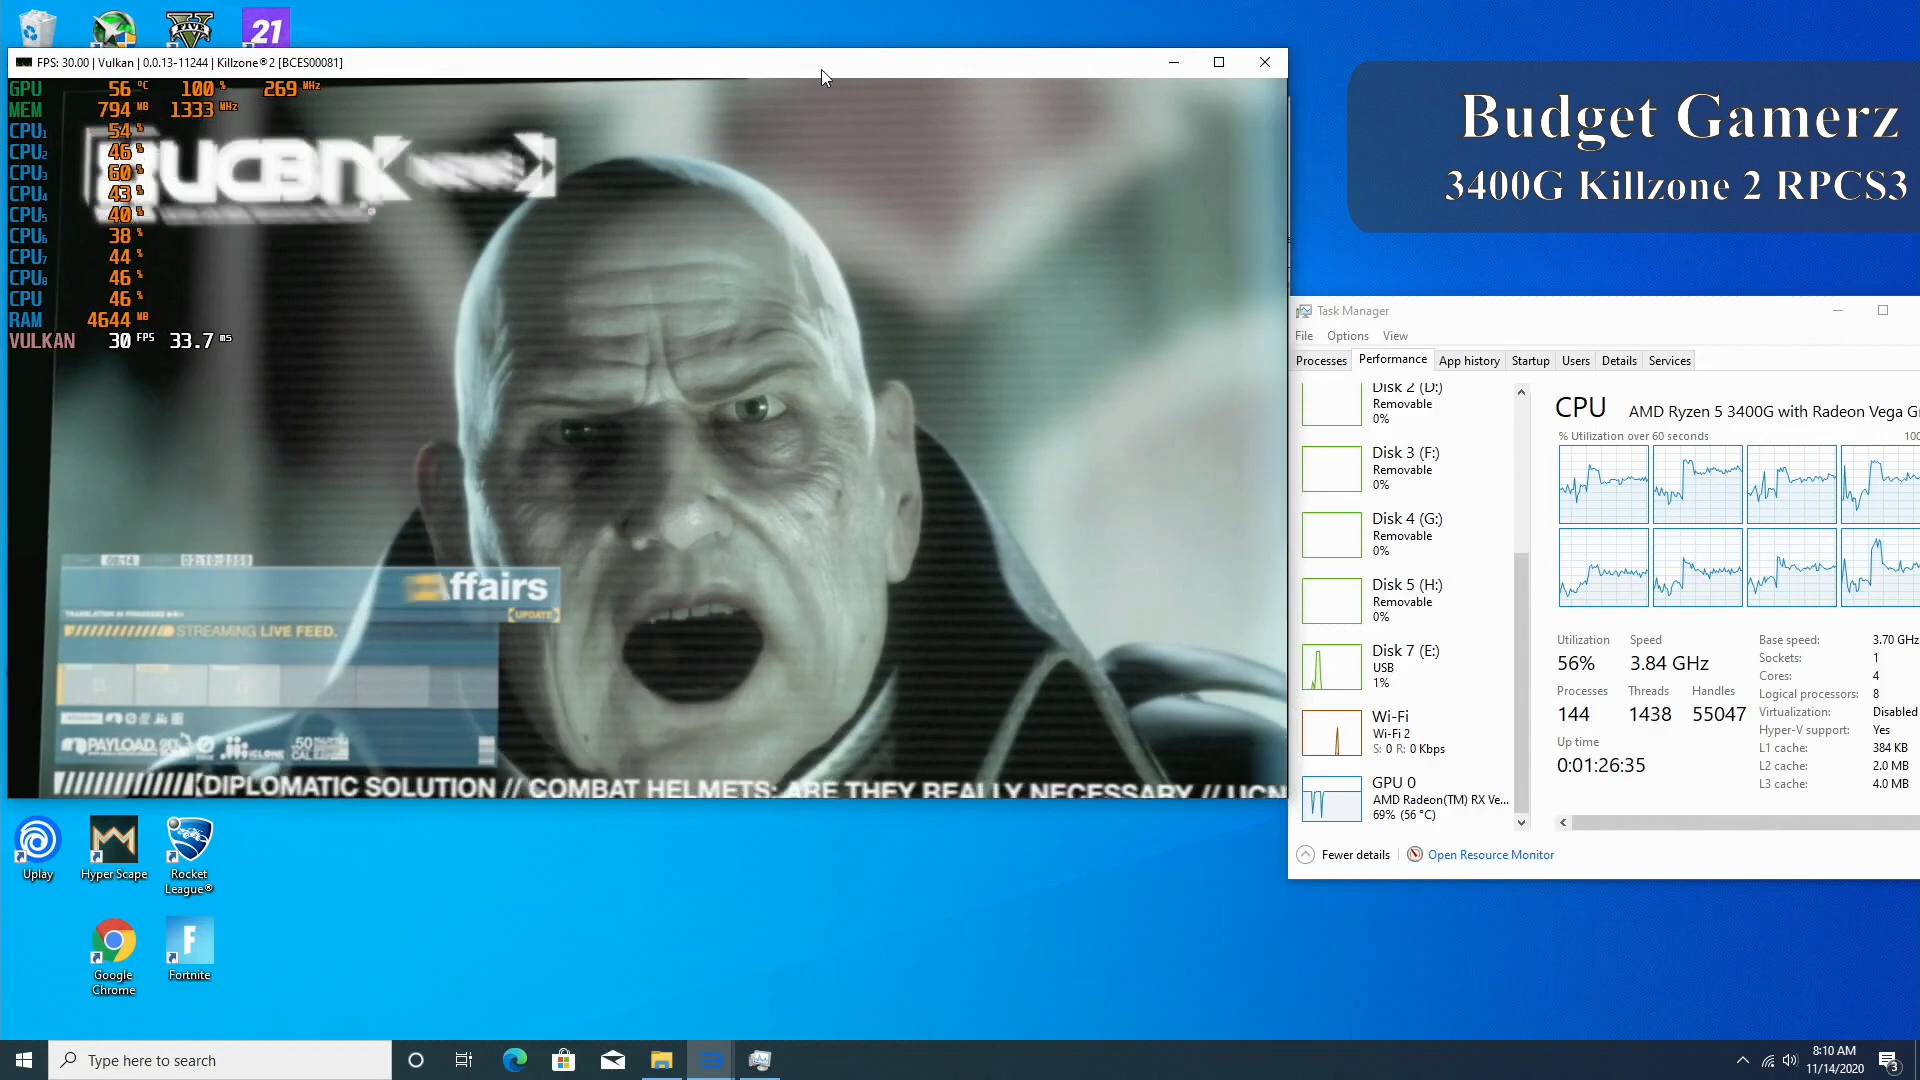 21
FPS: 30.00 | Vulkan | 0.0.13-11244 | Killzone®2 [BCES00081]
GPU 56 °C 100 % 269 MHz
MEM 794 MB 1333 MHz
CPU1 54 %
CPU2 46 %
CPU3 60 %
CPU4 43 %
CPU5 40 %
CPU6 38 %
CPU7 44 %
CPU8 46 %
CPU 46 %
RAM 4644 MB
VULKAN 30 FPS 33.7 ms
ffairs
UPDATE
STREAMING LIVE FEED.
PAYLOAD
DIPLOMATIC SOLUTION // COMBAT HELMETS: ARE THEY REALLY NECESSARY // UCN
Budget Gamerz
3400G Killzone 2 RPCS3
Task Manager
File Options View
Processes Performance App history Startup Users Details Services
Disk 2 (D:)
Removable
0%
Disk 3 (F:)
Removable
0%
Disk 4 (G:)
Removable
0%
Disk 5 (H:)
Removable
0%
Disk 7 (E:)
USB
1%
Wi-Fi
Wi-Fi 2
S: 0 R: 0 Kbps
GPU 0
AMD Radeon(TM) RX Ve...
69% (56 °C)
CPU AMD Ryzen 5 3400G with Radeon Vega Gr
% Utilization over 60 seconds 100
Utilization Speed
56% 3.84 GHz
Processes Threads Handles
144 1438 55047
Up time
0:01:26:35
Base speed: 3.70 GHz
Sockets: 1
Cores: 4
Logical processors: 8
Virtualization: Disabled
Hyper-V support: Yes
L1 cache: 384 KB
L2 cache: 2.0 MB
L3 cache: 4.0 MB
Fewer details
Open Resource Monitor
Uplay
Hyper Scape
Rocket
League®
Google
Chrome
Fortnite
Type here to search
8:10 AM
11/14/2020
3